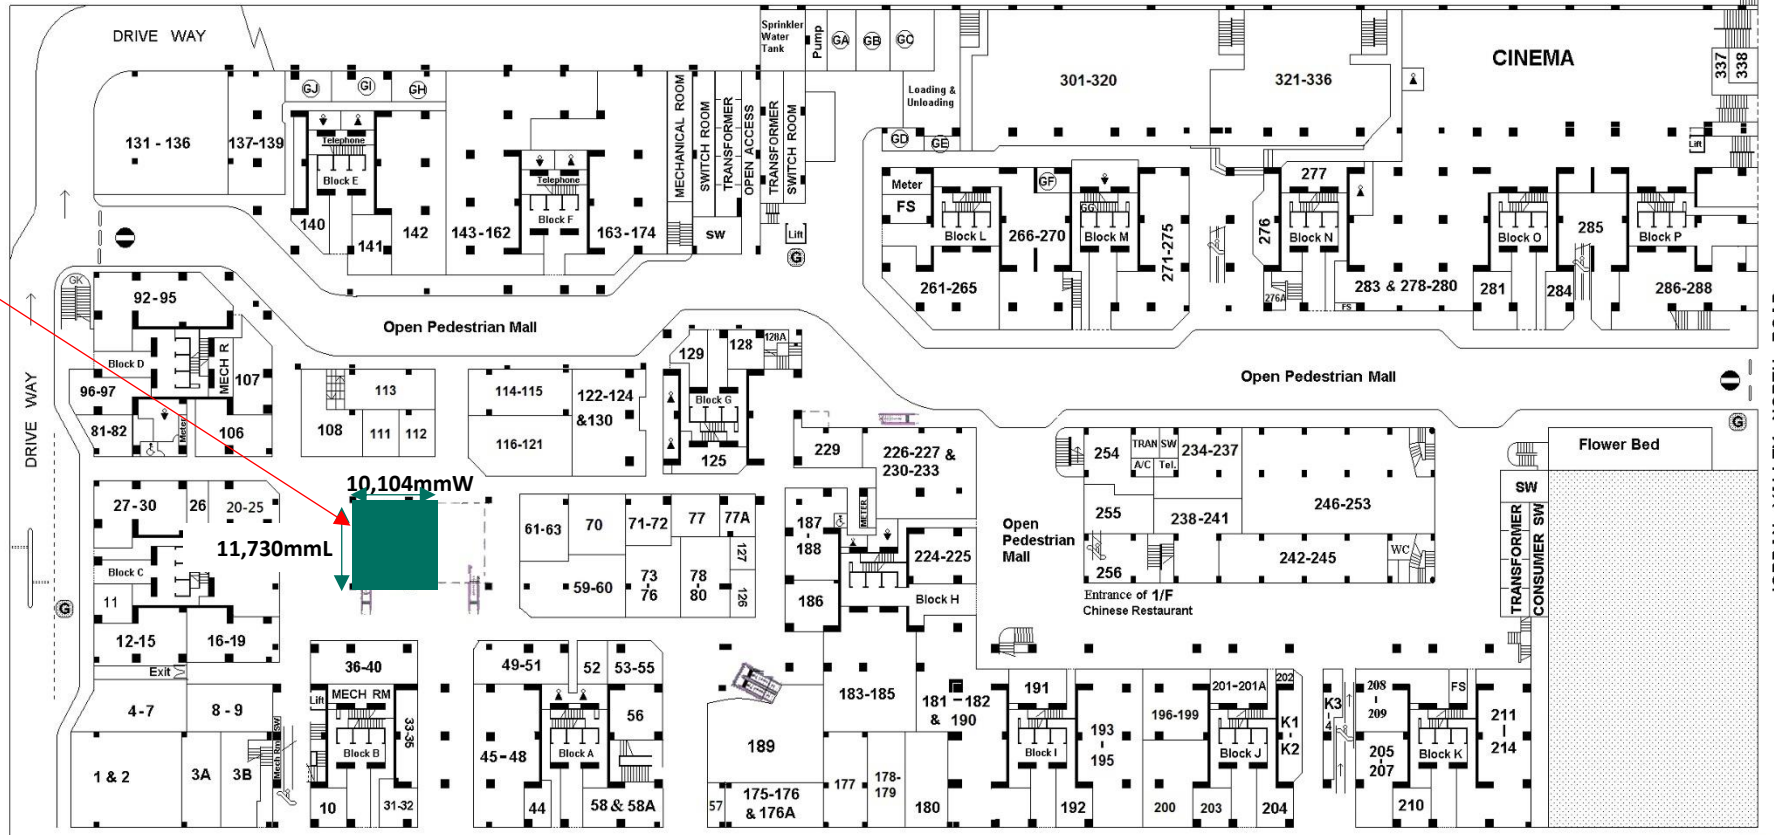 DRIVE WAY
Sprinkler
Water
Tank
Pump
GA
GB
GC
CINEMA
337
338
301-320
321-336
Loading &
Unloading
GJ
GI
GH
131 - 136
137-139
Telephone
Block E
140
141
142
143-162
Telephone
Block F
163-174
MECHANICAL ROOM
SWITCH ROOM
TRANSFORMER
OPEN ACCESS
TRANSFORMER
SWITCH ROOM
SW
Lift
G
GD
GE
GF
GG
Meter
FS
Block L
266-270
Block M
271-275
261-265
276
277
Block N
276A
283 & 278-280
FS
281
Block O
284
285
Block P
286-288
Lift
GK
92-95
Block D
MECH R
107
96-97
81-82
Meter
106
Open Pedestrian Mall
113
108
111
112
114-115
116-121
122-124
&130
129
128
128A
Block G
125
Open Pedestrian Mall
G
DRIVE WAY
27-30
26
20-25
Block C
11
12-15
16-19
Exit
G
10,104mmW
11,730mmL
61-63
70
71-72
77
77A
59-60
73
76
78
80
127
126
229
226-227 &
230-233
METER
187
188
186
224-225
Block H
254
TRAN
SW
A/C
Tel.
234-237
255
238-241
246-253
256
242-245
WC
Open
Pedestrian
Mall
Entrance of 1/F
Chinese Restaurant
Flower Bed
SW
TRANSFORMER
CONSUMER SW
4-7
8 - 9
1 & 2
3A
3B
Mech Rm
SW
36-40
Lift
MECH RM
33-35
Block B
10
31-32
49-51
52
53-55
56
45-48
Block A
44
58 & 58A
57
189
175-176
& 176A
183-185
177
178-
179
180
181 - 182
& 190
191
Block I
192
193
195
196-199
200
201-201A
202
Block J
203
204
K1
K2
K3
4
208
209
205
207
FS
Block K
210
211
214